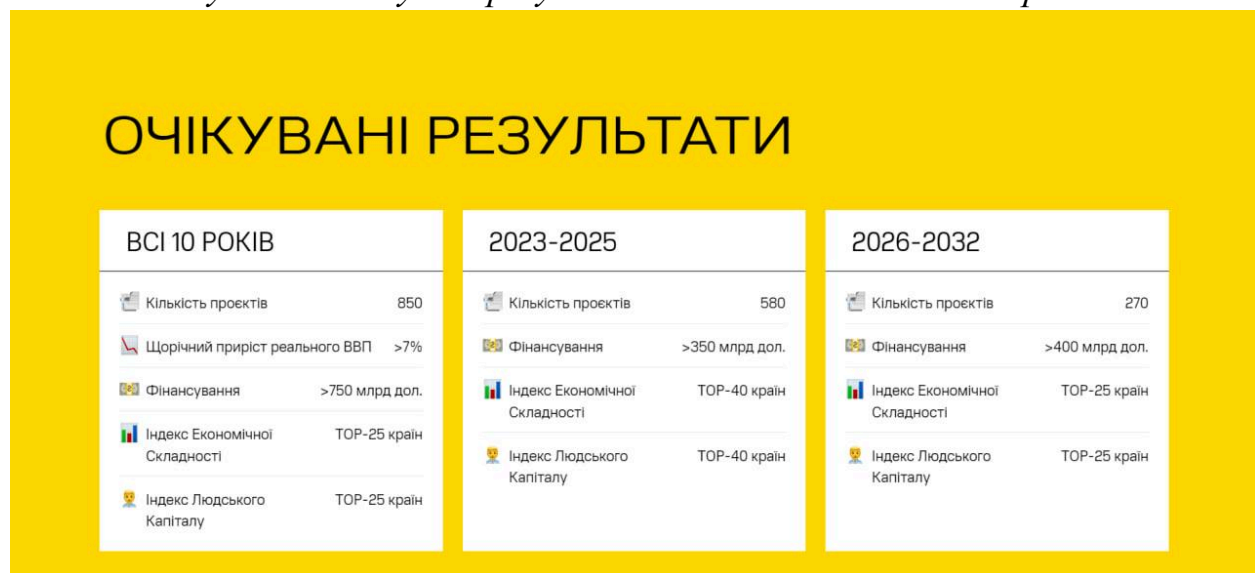 ОЧІКУВАНІ РЕЗУЛЬТАТИ
ВСІ 10 РОКІВ
Кількість проєктів 850
Щорічний приріст реального ВВП >7%
Фінансування >750 млрд дол.
Індекс Економічної TOP-25 країн
Складності
Індекс Людського TOP-25 країн
Капіталу
2023-2025
Кількість проєктів 580
Фінансування >350 млрд дол.
Індекс Економічної TOP-40 країн
Складності
Індекс Людського TOP-40 країн
Капіталу
2026-2032
Кількість проєктів 270
Фінансування >400 млрд дол.
Індекс Економічної TOP-25 країн
Складності
Індекс Людського TOP-25 країн
Капіталу